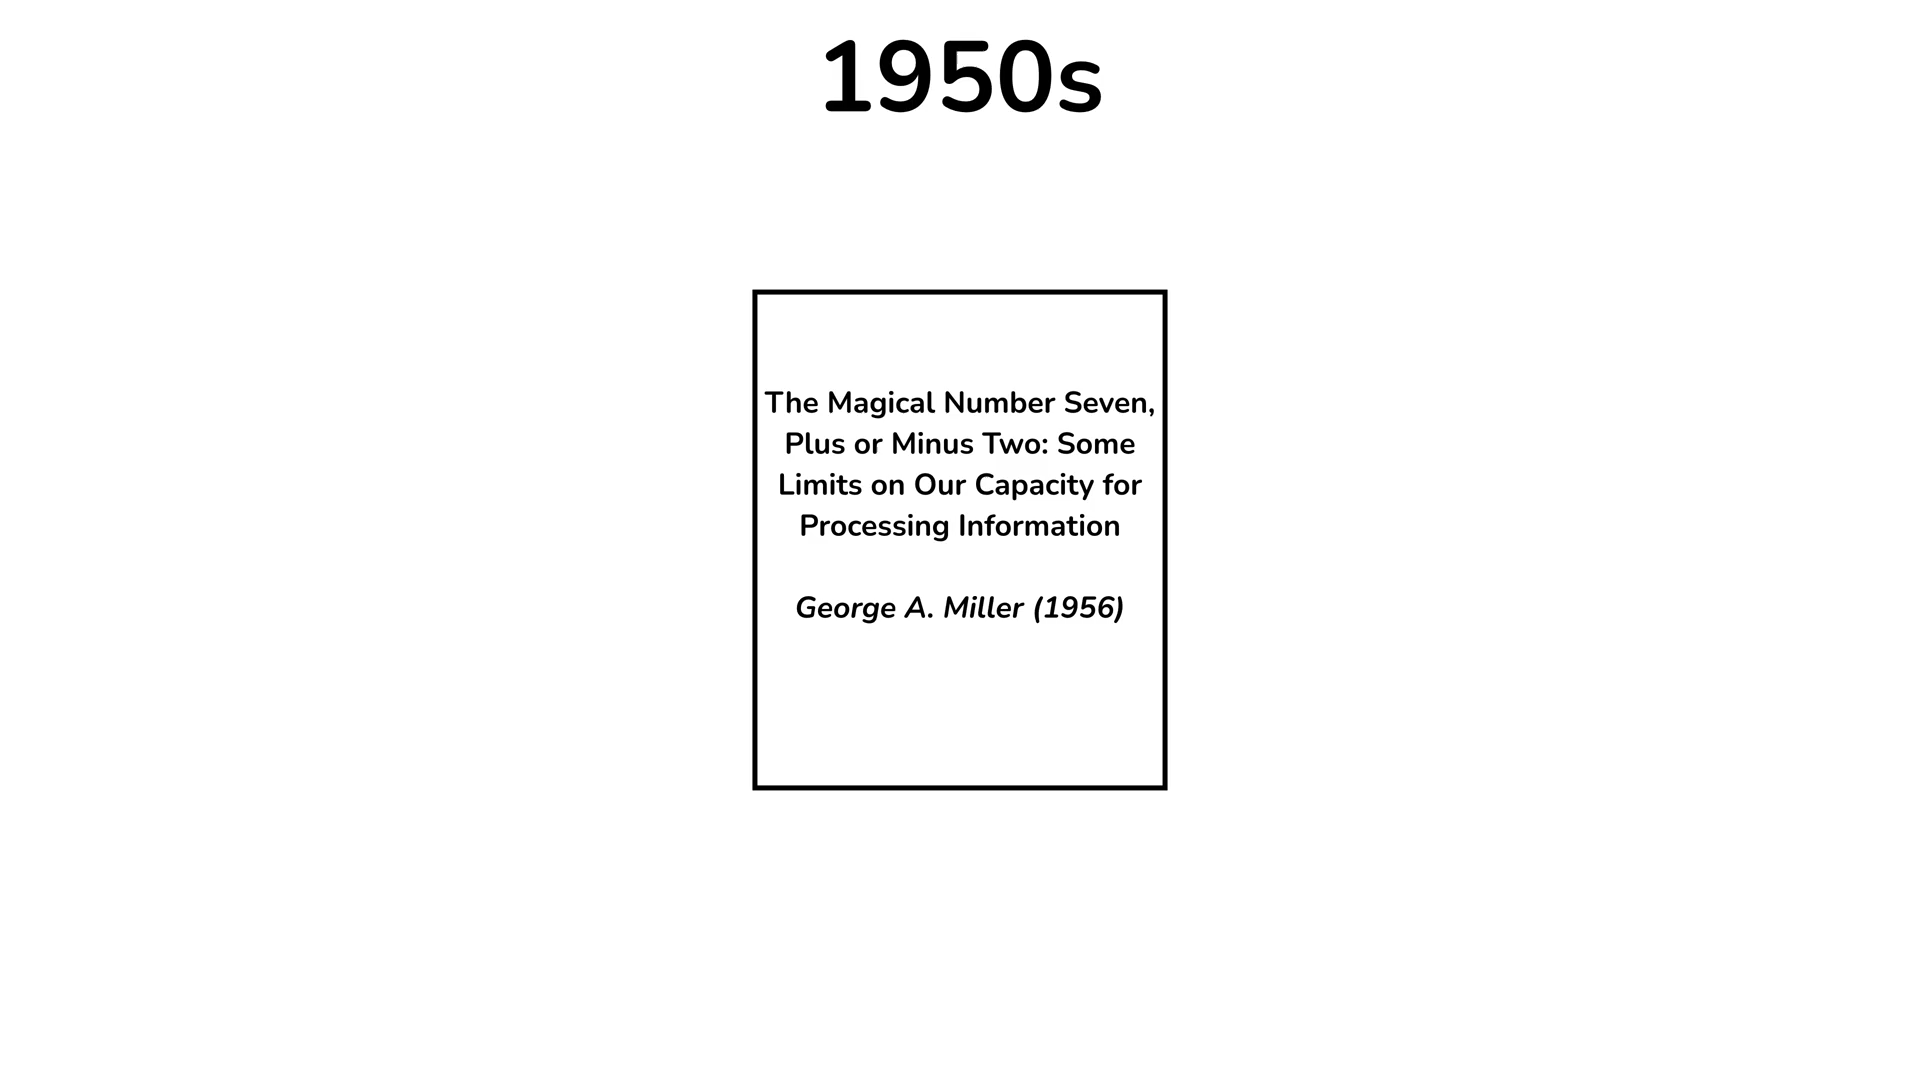 1950s
The Magical Number Seven,
Plus or Minus Two: Some
Limits on Our Capacity for
Processing Information
George A. Miller (1956)